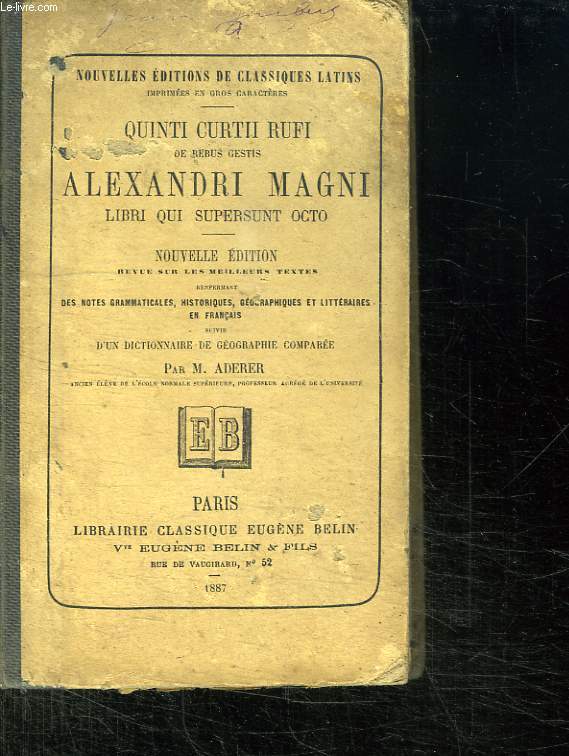 Le-livre.com
NOUVELLES ÉDITIONS DE CLASSIQUES LATINS
IMPRIMÉES EN GROS CARACTÈRES
QUINTI CURTII RUFI
DE REBUS GESTIS
ALEXANDRI MAGNI
LIBRI QUI SUPERSUNT OCTO
NOUVELLE ÉDITION
REVUE SUR LES MEILLEURS TEXTES
RENFERMANT
DES NOTES GRAMMATICALES, HISTORIQUES, GÉOGRAPHIQUES ET LITTÉRAIRES
EN FRANÇAIS
SUIVIE
D'UN DICTIONNAIRE DE GÉOGRAPHIE COMPARÉE
PAR M. ADERER
ANCIEN ÉLÈVE DE L'ÉCOLE NORMALE SUPÉRIEURE, PROFESSEUR AGRÉGÉ DE L'UNIVERSITÉ
EB
PARIS
LIBRAIRIE CLASSIQUE EUGÈNE BELIN
Vve EUGÈNE BELIN & FILS
RUE DE VAUGIRARD, N° 52
1887